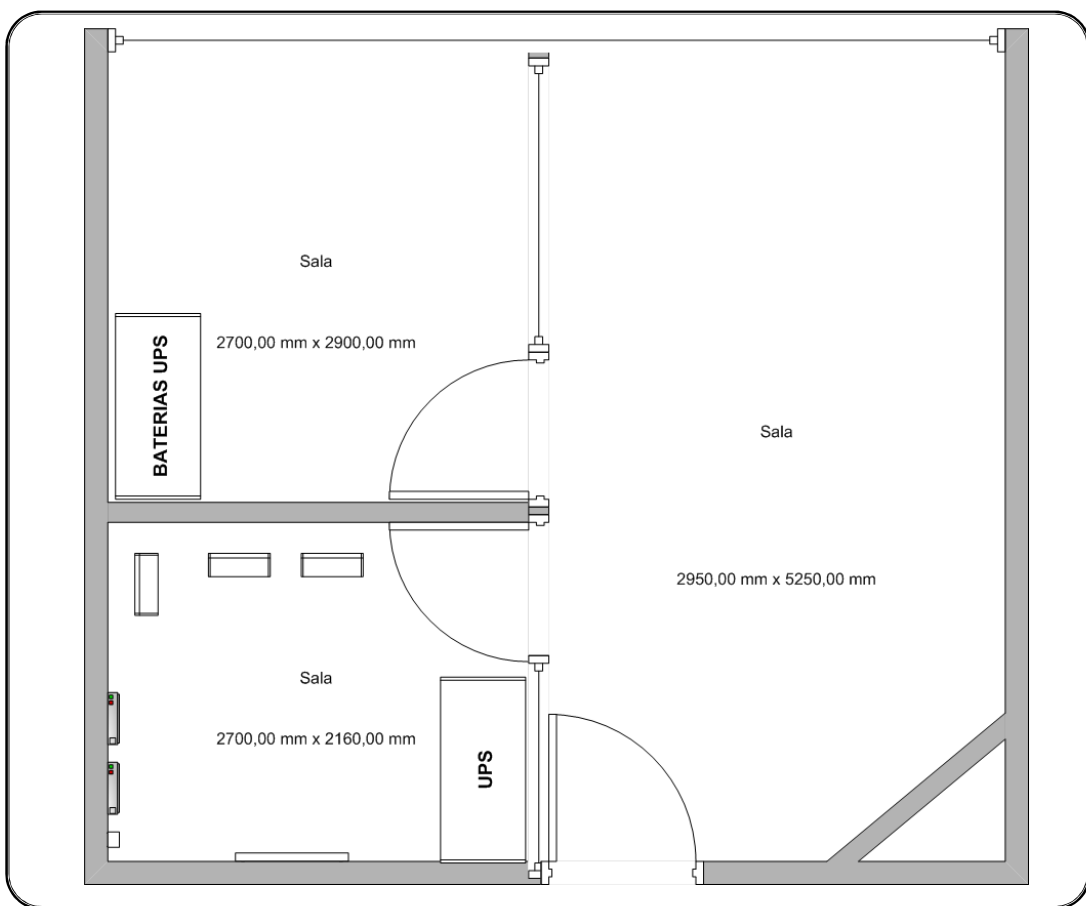 Sala
2700,00 mm x 2900,00 mm
BATERIAS UPS
Sala
2950,00 mm x 5250,00 mm
Sala
2700,00 mm x 2160,00 mm
UPS